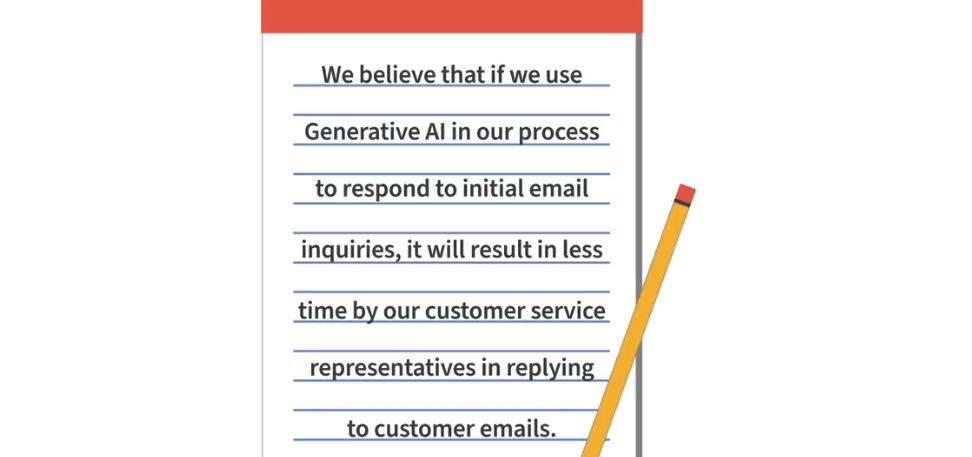 We believe that if we use
Generative AI in our process
to respond to initial email
inquiries, it will result in less
time by our customer service
representatives in replying
to customer emails.